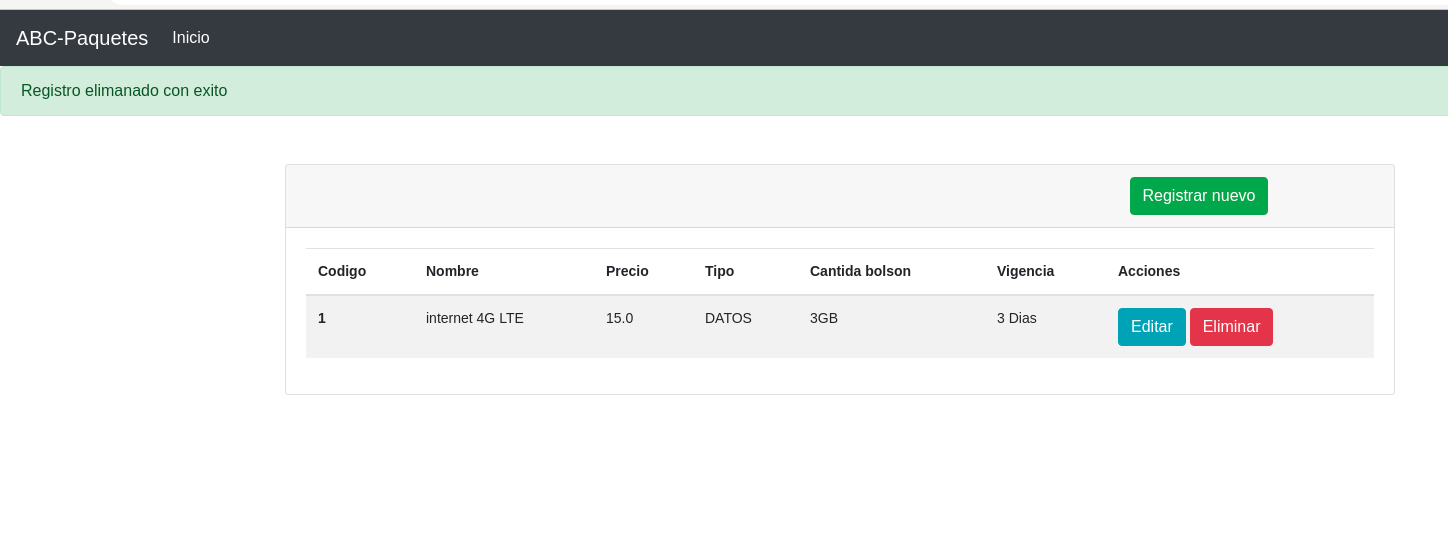 ABC-Paquetes Inicio
Registro elimanado con exito
Registrar nuevo
Codigo Nombre Precio Tipo Cantida bolson Vigencia Acciones
1 internet 4G LTE 15.0 DATOS 3GB 3 Dias Editar Eliminar